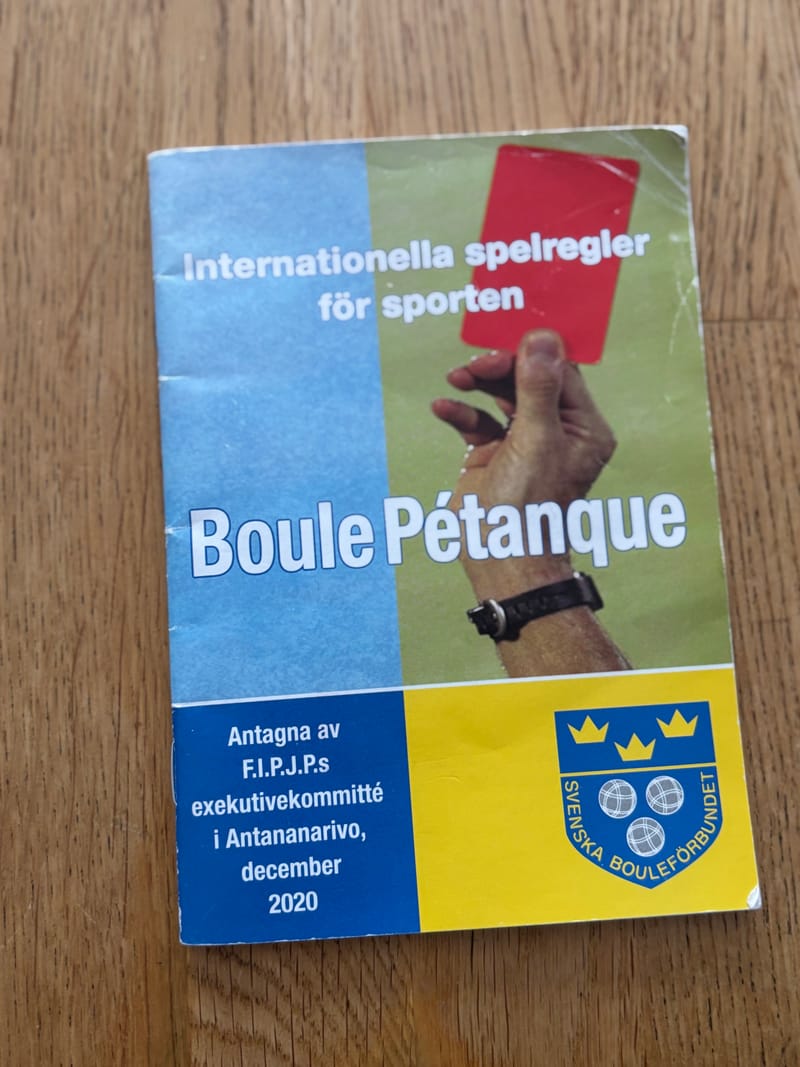 Internationella spelregler
för sporten
Boule Pétanque
Antagna av
F.I.P.J.P.s
exekutivekommitté
i Antananarivo,
december
2020
SVENSKA BOULEFÖRBUNDET